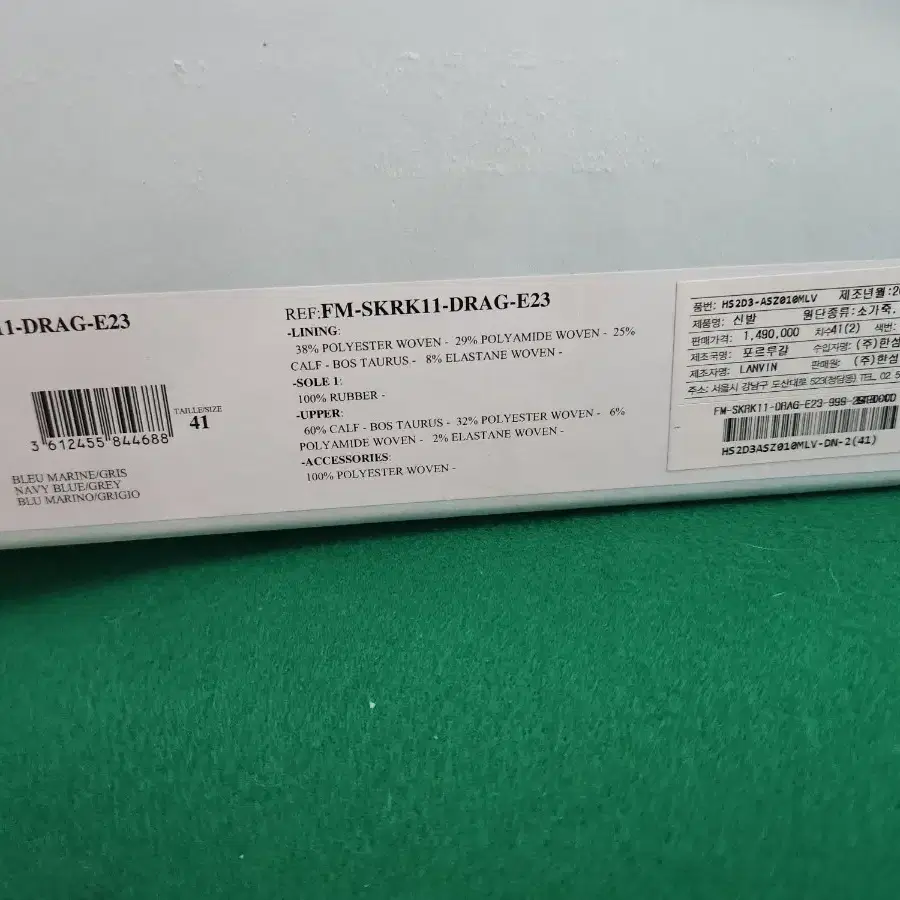 11-DRAG-E23
3 612455 844688
TAILLE/SIZE
41
BLEU MARINE/GRIS
NAVY BLUE/GREY
BLU MARINO/GRIGIO
REF:FM-SKRK11-DRAG-E23
-LINING:
38% POLYESTER WOVEN - 29% POLYAMIDE WOVEN - 25%
CALF - BOS TAURUS - 8% ELASTANE WOVEN -
-SOLE 1:
100% RUBBER -
-UPPER:
60% CALF - BOS TAURUS - 32% POLYESTER WOVEN - 6%
POLYAMIDE WOVEN - 2% ELASTANE WOVEN -
-ACCESSORIES:
100% POLYESTER WOVEN -
품번: HS2D3-ASZ010MLV 제조년월:20
제품명: 신발 원단종류:소가죽.
판매가격: 1,490,000 치수41(2) 색번:
제조국명: 포르투갈 수입자명: (주)한섬
제조자명: LANVIN 판매원: (주)한섬
주소: 서울시 강남구 도산대로 523(청담동) TEL 02 5
FM-SKRK11-DRAG-E23-
HS2D3ASZ010MLV-DN-2(41)